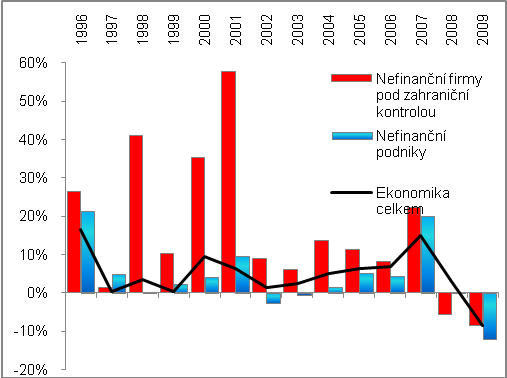 1996 1997 1998 1999 2000 2001 2002 2003 2004 2005 2006 2007 2008 2009
60%
50%
40%
30%
20%
10%
0%
-10%
-20%
Nefinanční firmy
pod zahraniční
kontrolou
Nefinanční
podniky
Ekonomika
celkem